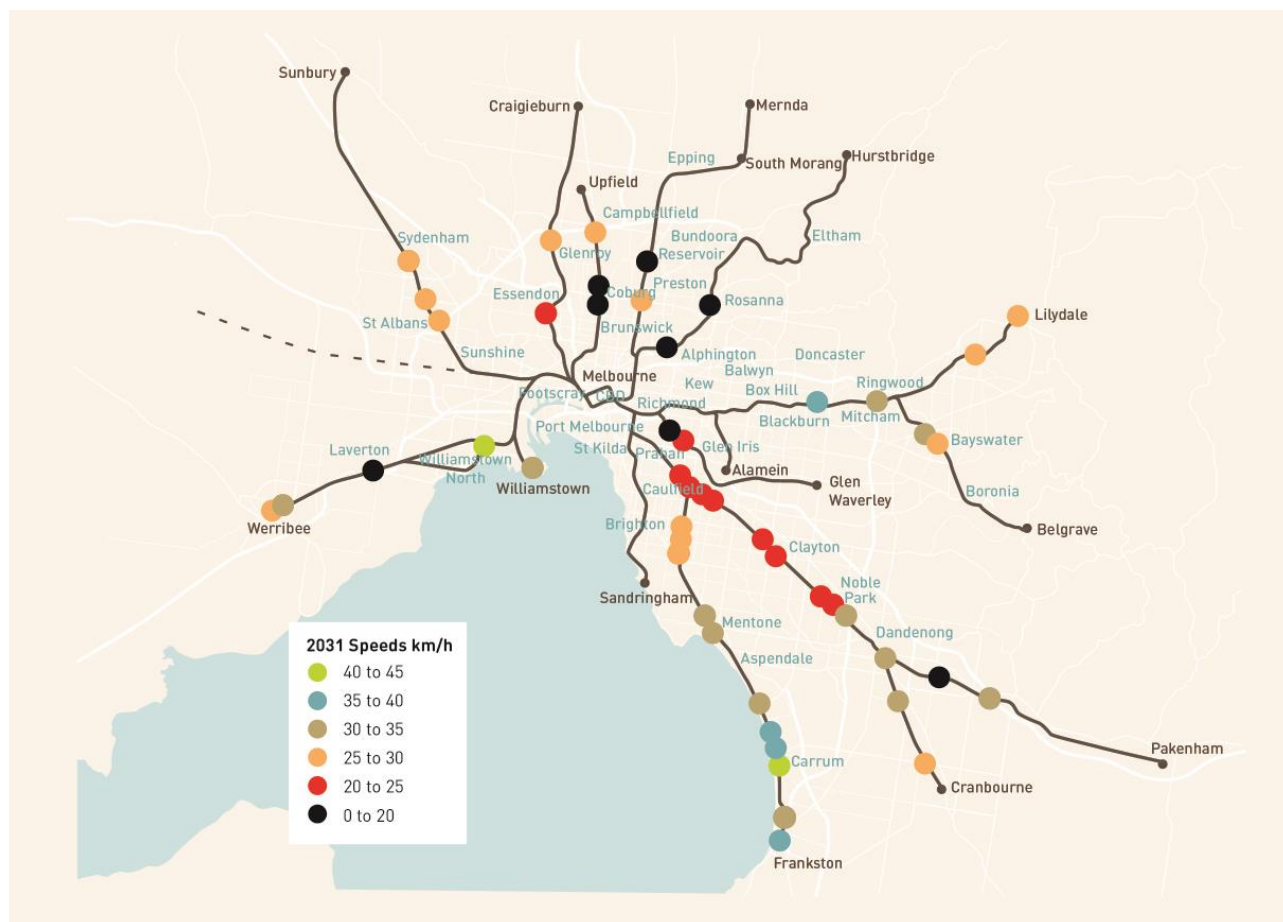 Sunbury
Craigieburn
Mernda
Epping
South Morang
Hurstbridge
Upfield
Campbellfield
Sydenham
Glenroy
Bundoora
Eltham
Reservoir
Essendon
Coburg
Preston
Rosanna
St Albans
Brunswick
Lilydale
Sunshine
Alphington
Doncaster
Melbourne
Balwyn
Kew
Box Hill
Ringwood
Footscray
CBD
Richmond
Blackburn
Mitcham
Port Melbourne
Laverton
Williamstown
North
St Kilda
Prahan
Glen Iris
Bayswater
Williamstown
Alamein
Glen
Waverley
Caulfield
Boronia
Werribee
Brighton
Belgrave
Clayton
Sandringham
Noble
Park
Mentone
Dandenong
Aspendale
Carrum
Pakenham
Cranbourne
Frankston
2031 Speeds km/h
40 to 45
35 to 40
30 to 35
25 to 30
20 to 25
0 to 20